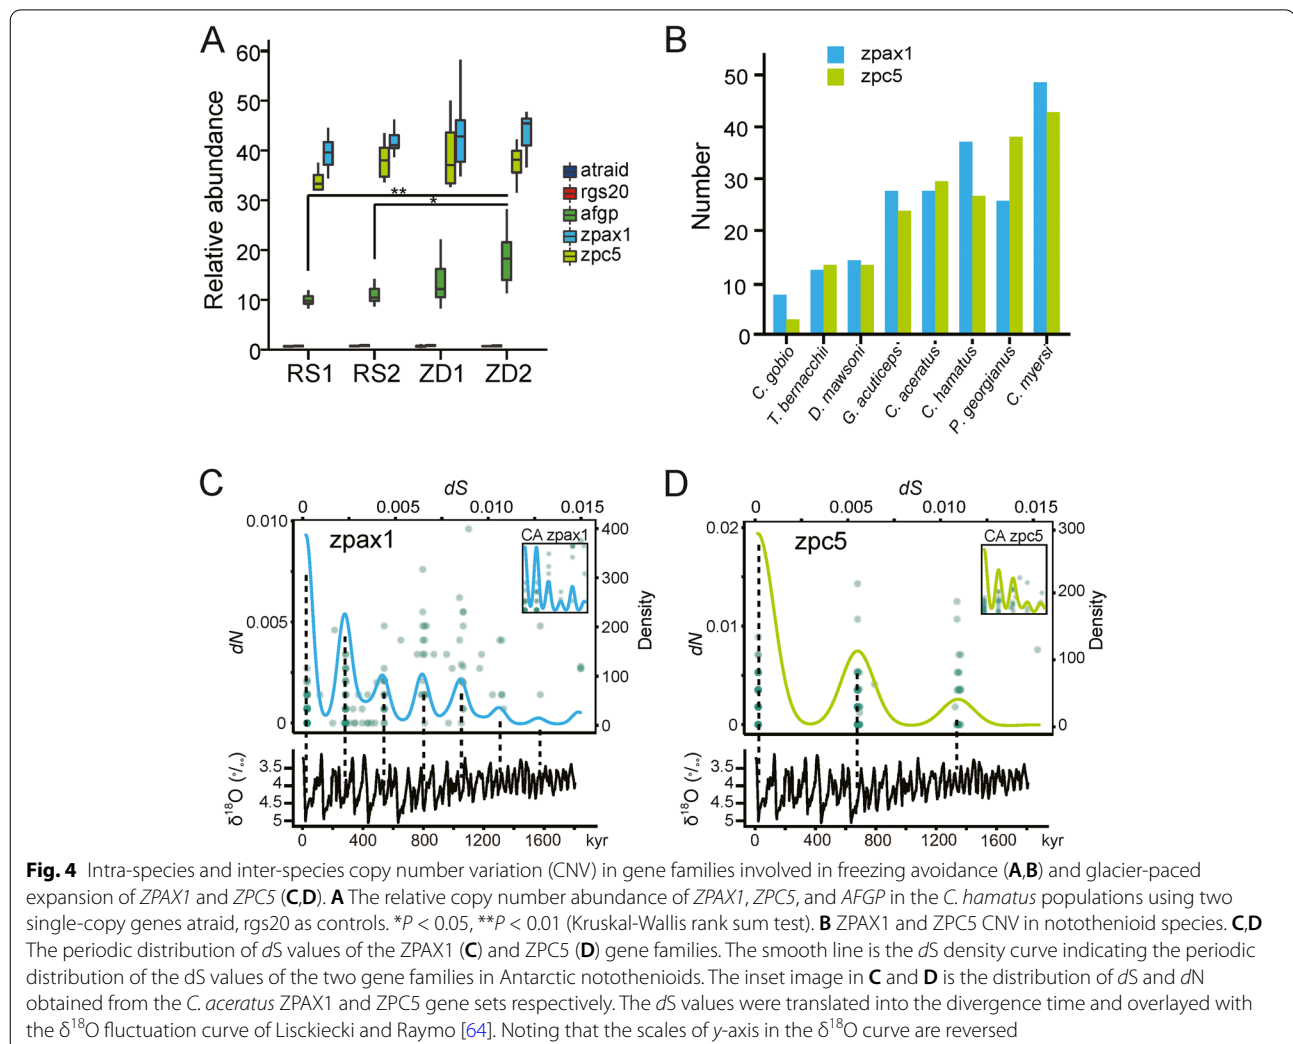 A
Relative abundance
60
50
40
30
20
10
0
**
*
RS1 RS2 ZD1 ZD2
atraid
rgs20
afgp
zpax1
zpc5
B
Number
50
40
30
20
10
0
zpax1
zpc5
C. gobio
T. bernacchii
D. mawsoni
G. acuticeps
C. aceratus
C. hamatus
P. georgianus
C. myersi
C
dS
0 0.005 0.010 0.015
dN
0.010
0.005
0
zpax1
CA zpax1
400
300
200
100
0
Density
δ18O (°/∞)
3.5
4
4.5
5
0 400 800 1200 1600 kyr
D
dS
0 0.005 0.010 0.015
dN
0.02
0.01
0
zpc5
CA zpc5
300
200
100
0
Density
δ18O (°/∞)
3.5
4
4.5
5
0 400 800 1200 1600 kyr
Fig. 4 Intra-species and inter-species copy number variation (CNV) in gene families involved in freezing avoidance (A,B) and glacier-paced
expansion of ZPAX1 and ZPC5 (C,D). A The relative copy number abundance of ZPAX1, ZPC5, and AFGP in the C. hamatus populations using two
single-copy genes atraid, rgs20 as controls. *P < 0.05, **P < 0.01 (Kruskal-Wallis rank sum test). B ZPAX1 and ZPC5 CNV in notothenioid species. C,D
The periodic distribution of dS values of the ZPAX1 (C) and ZPC5 (D) gene families. The smooth line is the dS density curve indicating the periodic
distribution of the dS values of the two gene families in Antarctic notothenioids. The inset image in C and D is the distribution of dS and dN
obtained from the C. aceratus ZPAX1 and ZPC5 gene sets respectively. The dS values were translated into the divergence time and overlayed with
the δ18O fluctuation curve of Lisckiecki and Raymo [64]. Noting that the scales of y-axis in the δ18O curve are reversed